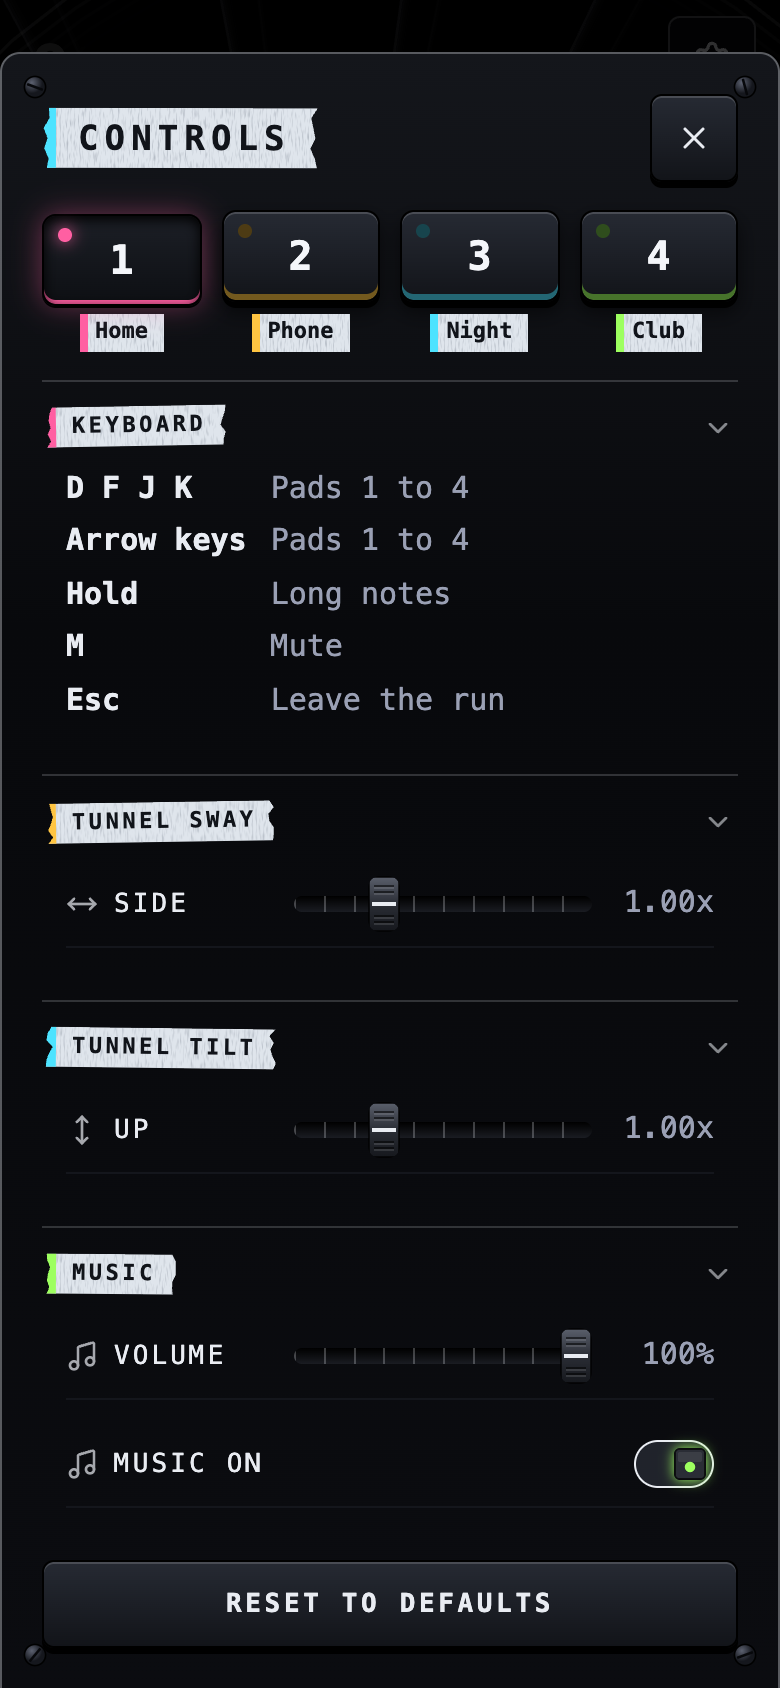 CONTROLS
1 2 3 4
Home Phone Night Club
KEYBOARD
D F J K Pads 1 to 4
Arrow keys Pads 1 to 4
Hold Long notes
M Mute
Esc Leave the run
TUNNEL SWAY
SIDE 1.00x
TUNNEL TILT
UP 1.00x
MUSIC
VOLUME 100%
MUSIC ON
RESET TO DEFAULTS